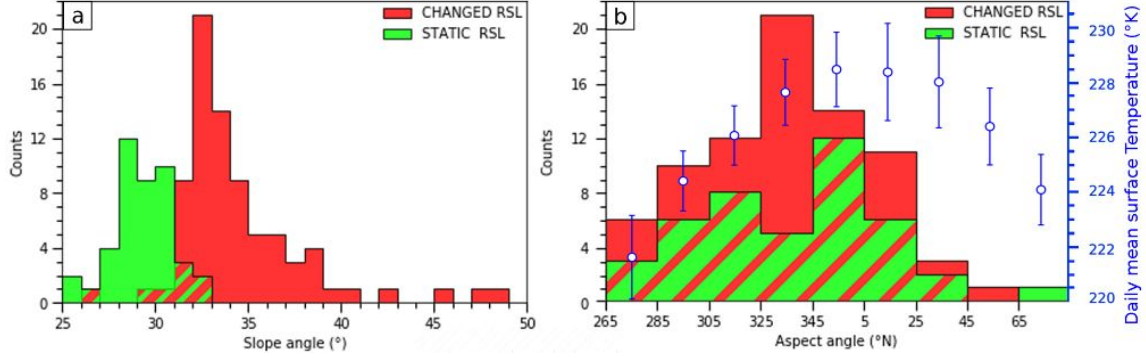 a
CHANGED RSL
STATIC RSL
Counts
20
16
12
8
4
0
25 30 35 40 45 50
Slope angle (°)
b
CHANGED RSL
STATIC RSL
Counts
20
16
12
8
4
0
265 285 305 325 345 5 25 45 65
Aspect angle (°N)
230
228
226
224
222
220
Daily mean surface Temperature (°K)